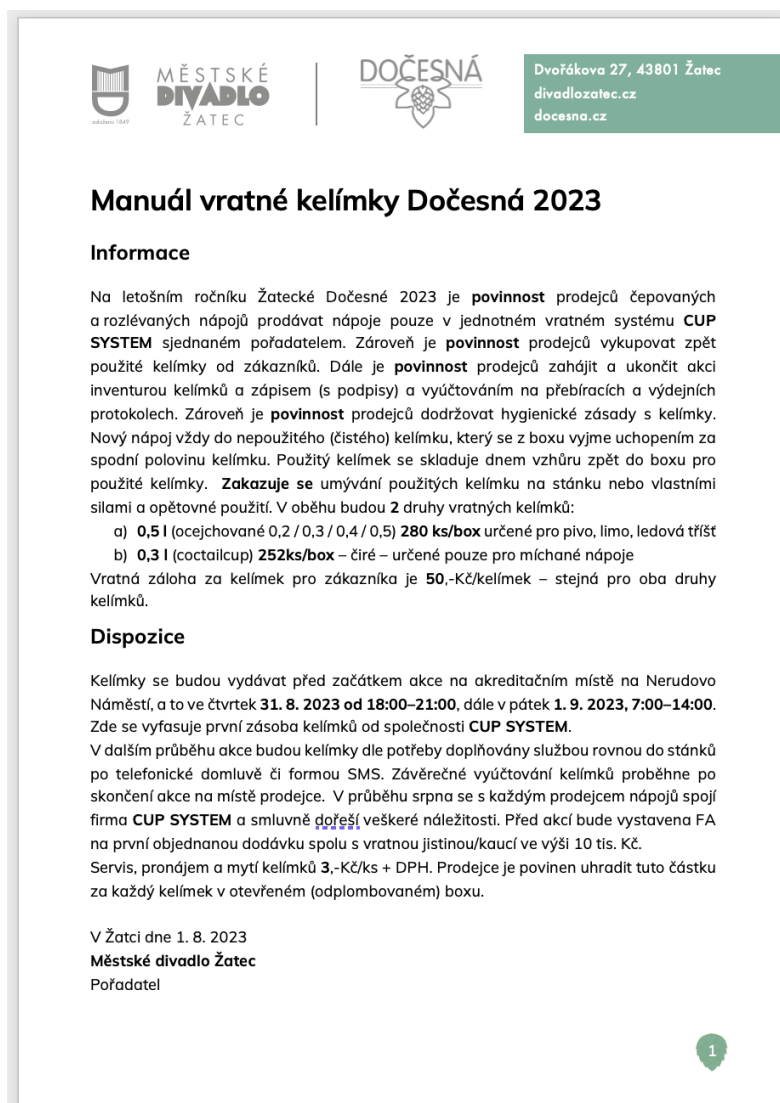 MĚSTSKÉ
DIVADLO
ŽATEC
založeno 1849
DOČESNÁ
Dvořákova 27, 43801 Žatec
divadlozatec.cz
docesna.cz
Manuál vratné kelímky Dočesná 2023
Informace
Na letošním ročníku Žatecké Dočesné 2023 je povinnost prodejců čepovaných
a rozlévaných nápojů prodávat nápoje pouze v jednotném vratném systému CUP
SYSTEM sjednaném pořadatelem. Zároveň je povinnost prodejců vykupovat zpět
použité kelímky od zákazníků. Dále je povinnost prodejců zahájit a ukončit akci
inventurou kelímků a zápisem (s podpisy) a vyúčtováním na přebíracích a výdejních
protokolech. Zároveň je povinnost prodejců dodržovat hygienické zásady s kelímky.
Nový nápoj vždy do nepoužitého (čistého) kelímku, který se z boxu vyjme uchopením za
spodní polovinu kelímku. Použitý kelímek se skladuje dnem vzhůru zpět do boxu pro
použité kelímky. Zakazuje se umývání použitých kelímku na stánku nebo vlastními
silami a opětovné použití. V oběhu budou 2 druhy vratných kelímků:
a) 0,5 l (ocejchované 0,2 / 0,3 / 0,4 / 0,5) 280 ks/box určené pro pivo, limo, ledová tříšť
b) 0,3 l (coctailcup) 252ks/box – čiré – určené pouze pro míchané nápoje
Vratná záloha za kelímek pro zákazníka je 50,-Kč/kelímek – stejná pro oba druhy
kelímků.
Dispozice
Kelímky se budou vydávat před začátkem akce na akreditačním místě na Nerudovo
Náměstí, a to ve čtvrtek 31. 8. 2023 od 18:00–21:00, dále v pátek 1. 9. 2023, 7:00–14:00.
Zde se vyfasuje první zásoba kelímků od společnosti CUP SYSTEM.
V dalším průběhu akce budou kelímky dle potřeby doplňovány službou rovnou do stánků
po telefonické domluvě či formou SMS. Závěrečné vyúčtování kelímků proběhne po
skončení akce na místě prodeje. V průběhu srpna se s každým prodejcem nápojů spojí
firma CUP SYSTEM a smluvně dořeší veškeré náležitosti. Před akcí bude vystavena FA
na první objednanou dodávku spolu s vratnou jistinou/kaucí ve výši 10 tis. Kč.
Servis, pronájem a mytí kelímků 3,-Kč/ks + DPH. Prodejce je povinen uhradit tuto částku
za každý kelímek v otevřeném (odplombovaném) boxu.
V Žatci dne 1. 8. 2023
Městské divadlo Žatec
Pořadatel
1